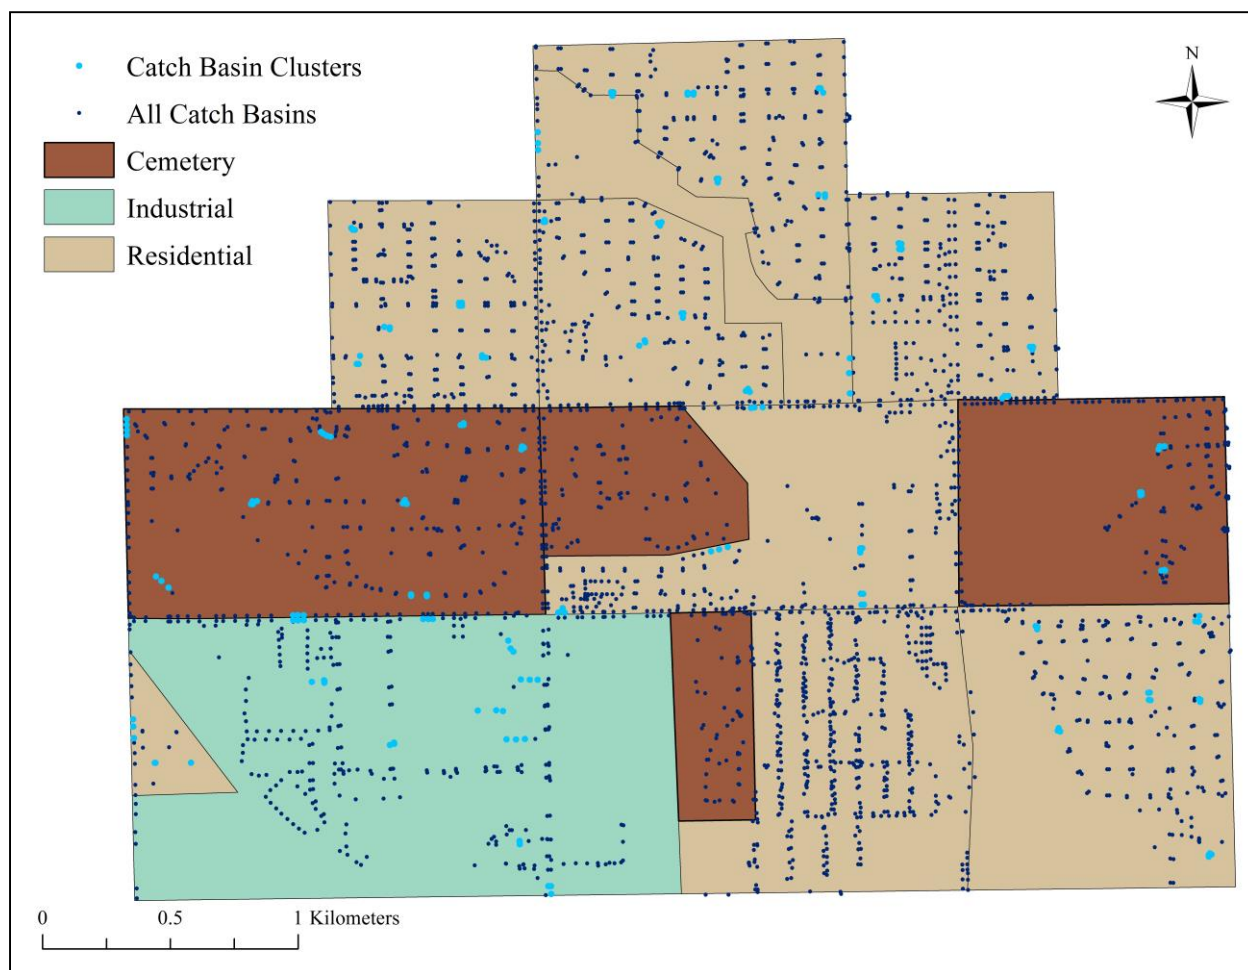 Catch Basin Clusters
All Catch Basins
Cemetery
Industrial
Residential
N
0 0.5 1 Kilometers